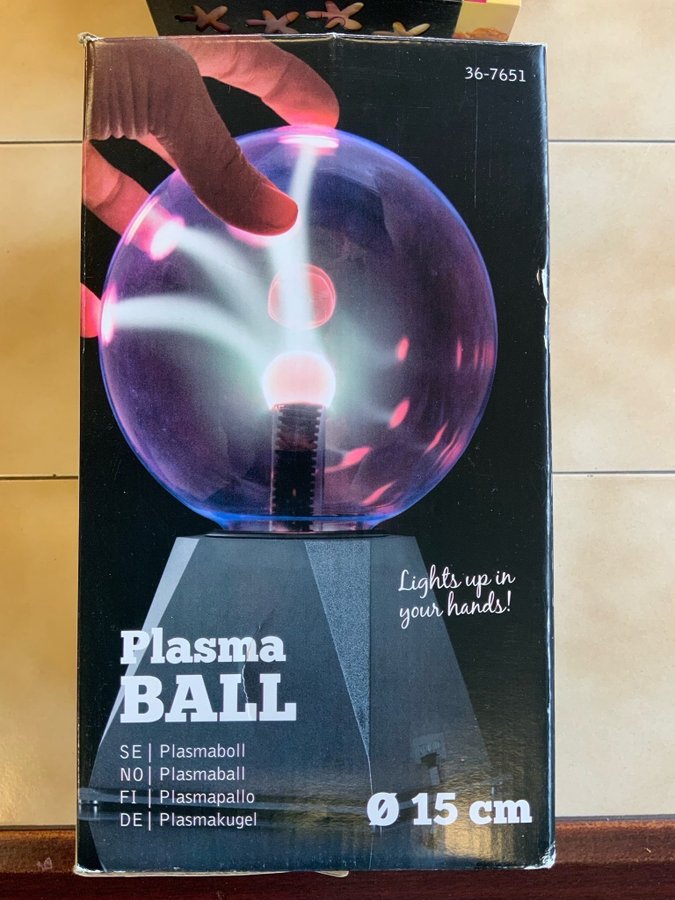 36-7651
Lights up in
your hands!
Plasma
BALL
SE | Plasmaboll
NO | Plasmaball
FI | Plasmapallo
DE | Plasmakugel
Ø 15 cm